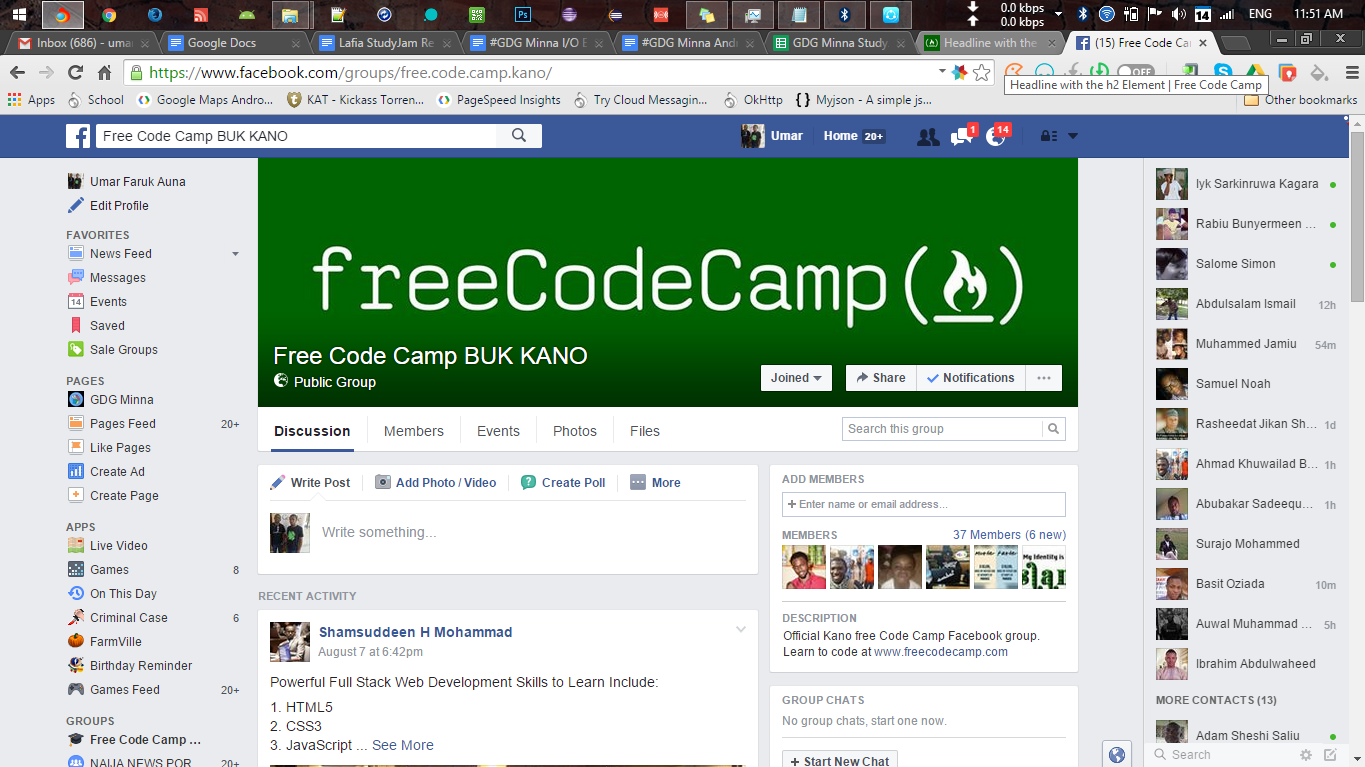 0.0 kbps
0.0 kbps
14
ENG
11:51 AM
Inbox (686) - umar
Google Docs
Lafia StudyJam Re
#GDG Minna I/O E
#GDG Minna And
GDG Minna Study
Headline with the
(15) Free Code Ca
https://www.facebook.com/groups/free.code.camp.kano/
OFF
Headline with the h2 Element | Free Code Camp
Apps
School
Google Maps Andro...
KAT - Kickass Torren...
PageSpeed Insights
Try Cloud Messagin...
OkHttp
Myjson - A simple js...
Other bookmarks
Free Code Camp BUK KANO
Umar
Home 20+
1
14
Umar Faruk Auna
Edit Profile
FAVORITES
News Feed
Messages
14 Events
Saved
Sale Groups
PAGES
GDG Minna
Pages Feed 20+
Like Pages
Create Ad
Create Page
APPS
Live Video
Games 8
On This Day
Criminal Case 6
FarmVille
Birthday Reminder
Games Feed 20+
GROUPS
Free Code Camp ...
NAIJA NEWS POR 20+
freeCodeCamp( )
Free Code Camp BUK KANO
Public Group
Joined
Share
Notifications
...
Discussion
Members
Events
Photos
Files
Search this group
Write Post
Add Photo / Video
Create Poll
More
Write something...
RECENT ACTIVITY
Shamsuddeen H Mohammad
August 7 at 6:42pm
Powerful Full Stack Web Development Skills to Learn Include:
1. HTML5
2. CSS3
3. JavaScript ... See More
ADD MEMBERS
+ Enter name or email address...
MEMBERS
37 Members (6 new)
My Identity is
DESCRIPTION
Official Kano free Code Camp Facebook group.
Learn to code at www.freecodecamp.com
GROUP CHATS
No group chats, start one now.
+ Start New Chat
Iyk Sarkinruwa Kagara
Rabiu Bunyermeen ...
Salome Simon
Abdulsalam Ismail 12h
Muhammed Jamiu 54m
Samuel Noah
Rasheedat Jikan Sh... 1d
Ahmad Khuwailad B... 1h
Abubakar Sadeequ... 1h
Surajo Mohammed
Basit Oziada 10m
Auwal Muhammad ... 5h
Ibrahim Abdulwaheed
MORE CONTACTS (13)
Adam Sheshi Saliu
Search